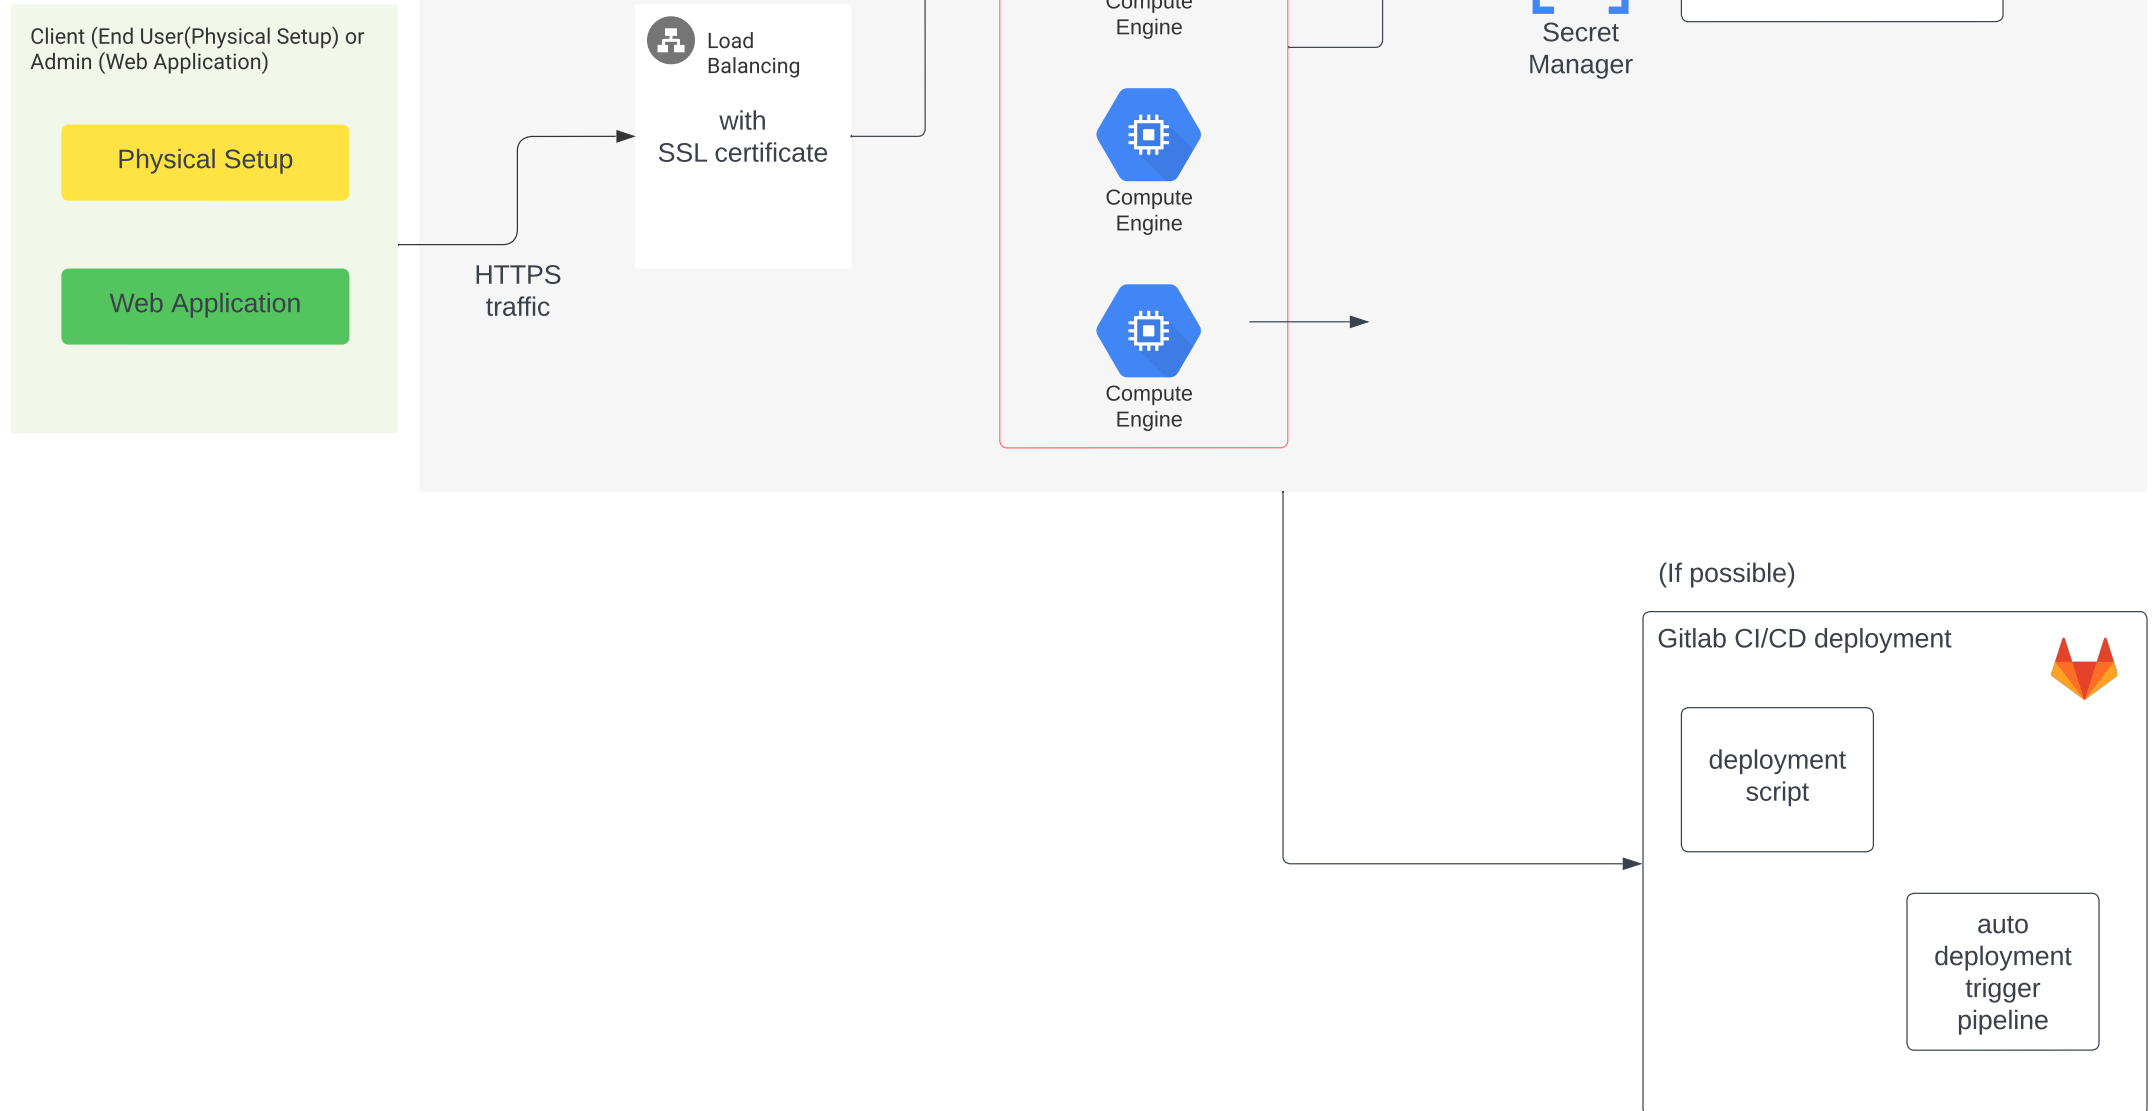 Client (End User(Physical Setup) or
Admin (Web Application)
Physical Setup
Web Application
HTTPS
traffic
Load
Balancing
with
SSL certificate
Compute
Engine
Compute
Engine
Compute
Engine
Secret
Manager
(If possible)
Gitlab CI/CD deployment
deployment
script
auto
deployment
trigger
pipeline